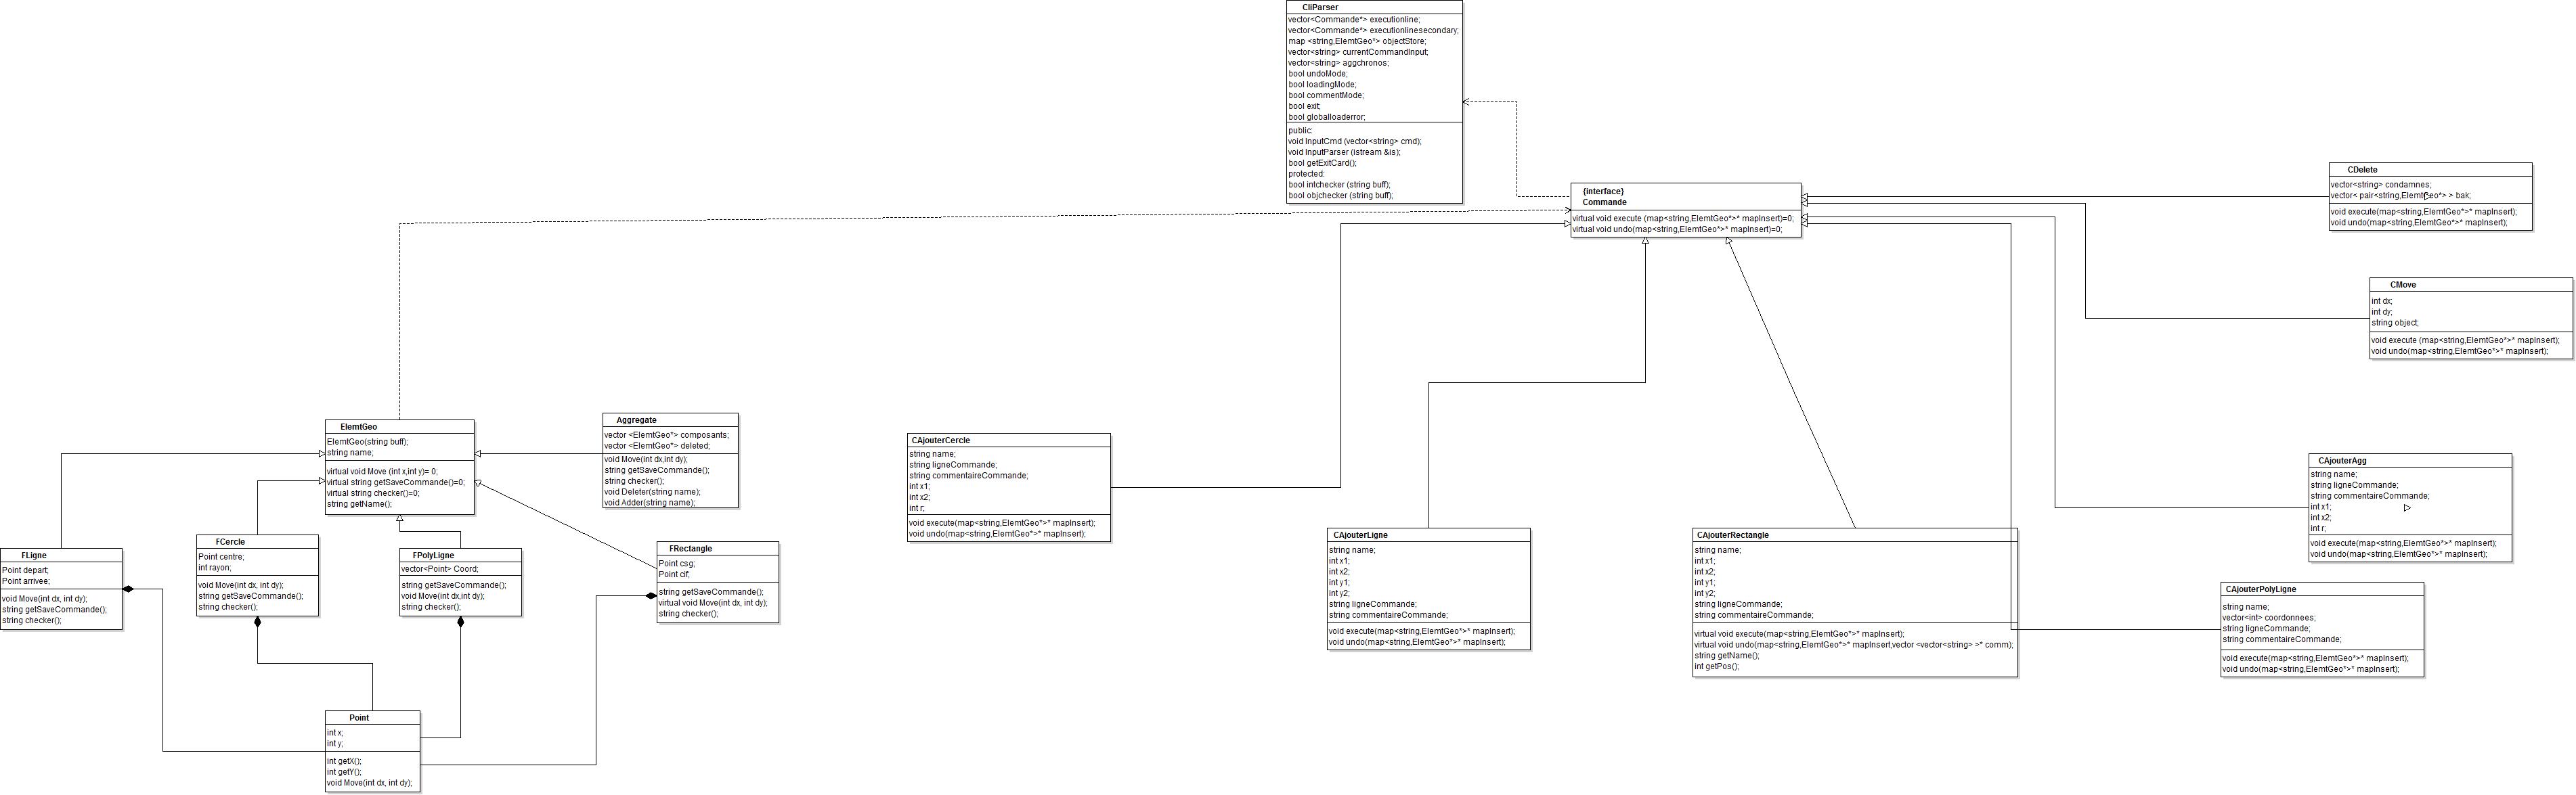 CliParser
vector<Commande*> executionline;
vector<Commande*> executionlinesecondary;
map <string,ElemtGeo*> objectStore;
vector<string> currentCommandInput;
vector<string> aggchronos;
bool undoMode;
bool loadingMode;
bool commentMode;
bool exit;
bool globalloaderror;
public:
void InputCmd (vector<string> cmd);
void InputParser (istream &is);
bool getExitCard();
protected:
bool intchecker (string buff);
bool objchecker (string buff);
{interface}
Commande
virtual void execute (map<string,ElemtGeo*>* mapInsert)=0;
virtual void undo(map<string,ElemtGeo*>* mapInsert)=0;
CDelete
vector<string> condamnes;
vector< pair<string,ElemtGeo*> > bak;
void execute(map<string,ElemtGeo*>* mapInsert);
void undo(map<string,ElemtGeo*>* mapInsert);
CMove
int dx;
int dy;
string object;
void execute (map<string,ElemtGeo*>* mapInsert);
void undo(map<string,ElemtGeo*>* mapInsert);
ElemtGeo
ElemtGeo(string buff);
string name;
virtual void Move (int x,int y)= 0;
virtual string getSaveCommande()=0;
virtual string checker()=0;
string getName();
Aggregate
vector <ElemtGeo*> composants;
vector <ElemtGeo*> deleted;
void Move(int dx,int dy);
string getSaveCommande();
string checker();
void Deleter(string name);
void Adder(string name);
CAjouterCercle
string name;
string ligneCommande;
string commentaireCommande;
int x1;
int x2;
int r;
void execute(map<string,ElemtGeo*>* mapInsert);
void undo(map<string,ElemtGeo*>* mapInsert);
CAjouterAgg
string name;
string ligneCommande;
string commentaireCommande;
int x1;
int x2;
int r;
void execute(map<string,ElemtGeo*>* mapInsert);
void undo(map<string,ElemtGeo*>* mapInsert);
FLigne
Point depart;
Point arrivee;
void Move(int dx, int dy);
string getSaveCommande();
string checker();
FCercle
Point centre;
int rayon;
void Move(int dx, int dy);
string getSaveCommande();
string checker();
FPolyLigne
vector<Point> Coord;
string getSaveCommande();
void Move(int dx,int dy);
string checker();
FRectangle
Point csg;
Point cif;
string getSaveCommande();
virtual void Move(int dx, int dy);
string checker();
CAjouterLigne
string name;
int x1;
int x2;
int y1;
int y2;
string ligneCommande;
string commentaireCommande;
void execute(map<string,ElemtGeo*>* mapInsert);
void undo(map<string,ElemtGeo*>* mapInsert);
CAjouterRectangle
string name;
int x1;
int x2;
int y1;
int y2;
string ligneCommande;
string commentaireCommande;
virtual void execute(map<string,ElemtGeo*>* mapInsert);
virtual void undo(map<string,ElemtGeo*>* mapInsert,vector <vector<string> >* comm);
string getName();
int getPos();
CAjouterPolyLigne
string name;
vector<int> coordonnees;
string ligneCommande;
string commentaireCommande;
void execute(map<string,ElemtGeo*>* mapInsert);
void undo(map<string,ElemtGeo*>* mapInsert);
Point
int x;
int y;
int getX();
int getY();
void Move(int dx, int dy);